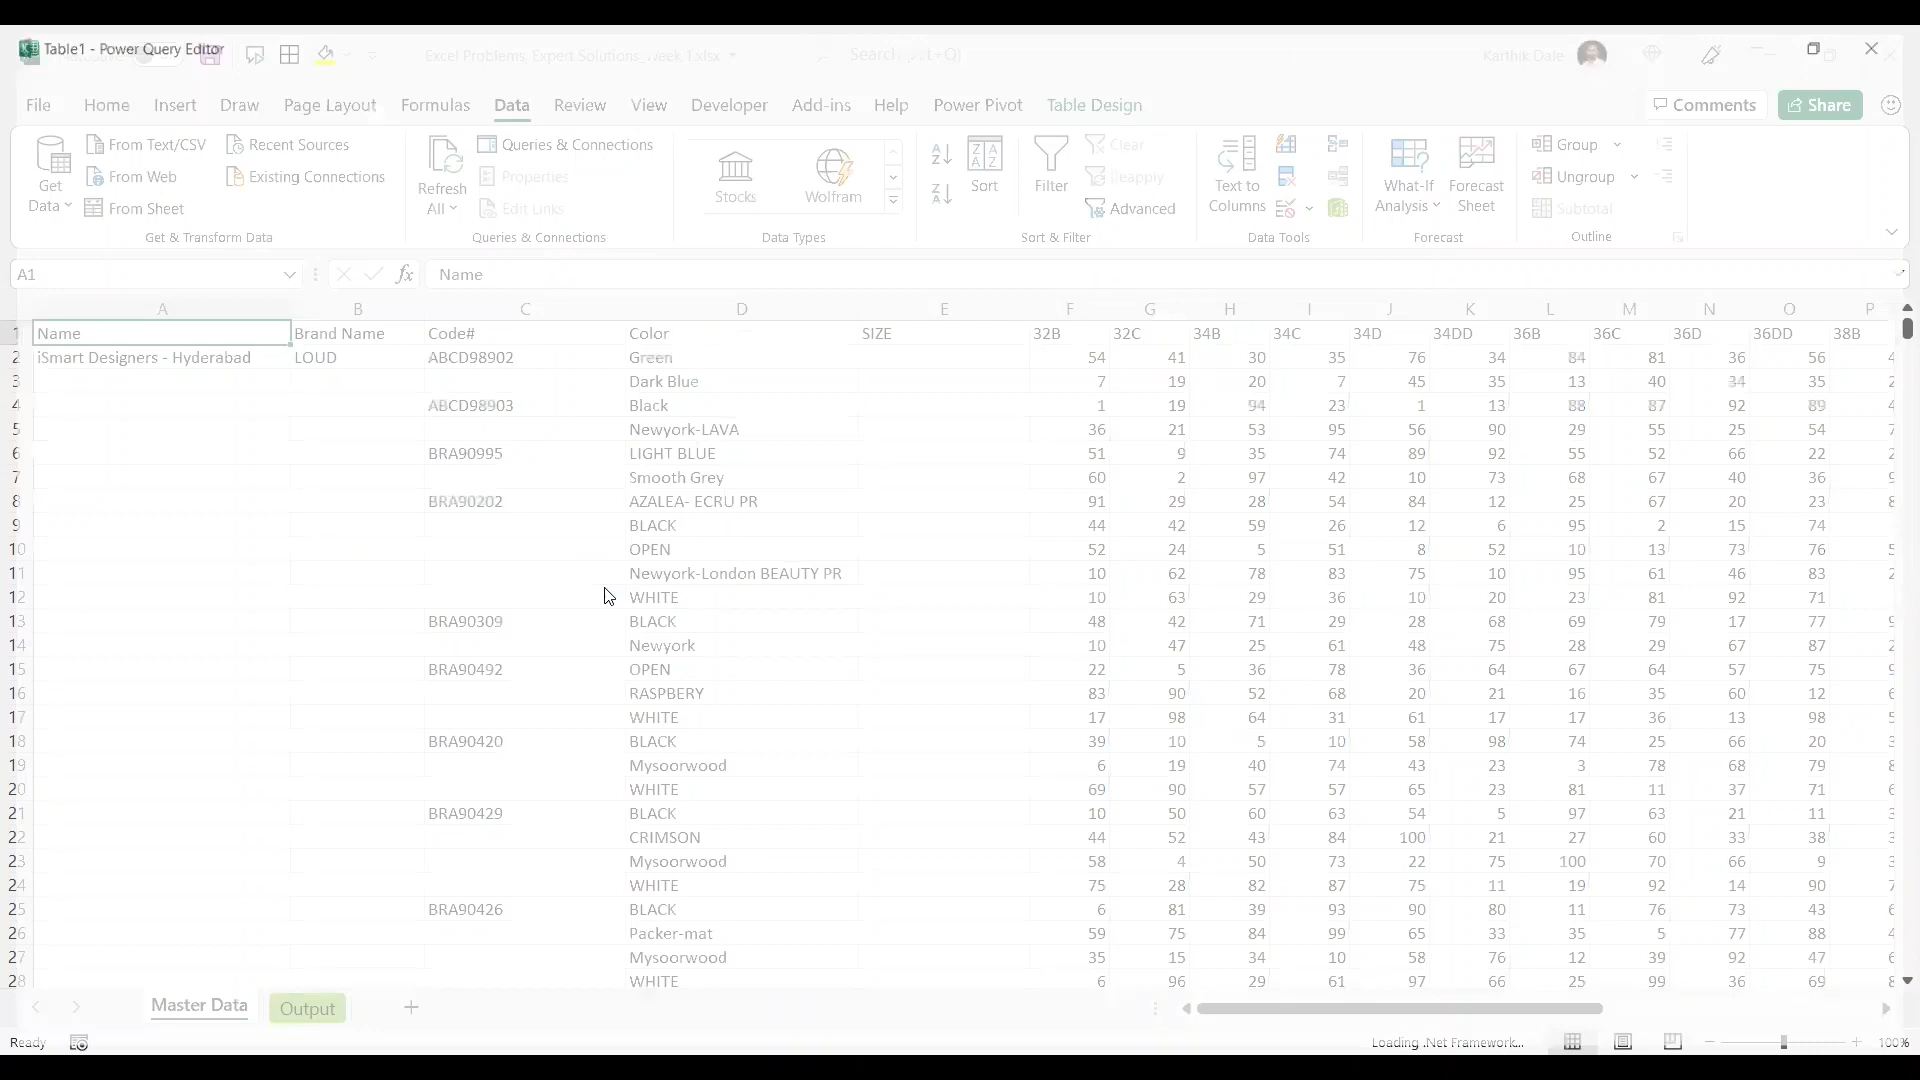 Table1 - Power Query Editor
Excel Problems, Expert Solutions_Week_1.xlsx
Karthik Dale
File Home Insert Draw Page Layout Formulas Data Review View Developer Add-ins Help Power Pivot Table Design Comments Share
Get Data
From Text/CSV
From Web
From Sheet
Recent Sources
Existing Connections
Get & Transform Data
Refresh All
Queries & Connections
Properties
Edit Links
Queries & Connections
Stocks
Wolfram
Data Types
Sort
Filter
Clear
Reapply
Advanced
Sort & Filter
Text to Columns
Data Tools
What-If Analysis
Forecast Sheet
Forecast
Group
Ungroup
Subtotal
Outline
A1 fx Name
A B C D E F G H I J K L M N O P
1 Name Brand Name Code# Color SIZE 32B 32C 34B 34C 34D 34DD 36B 36C 36D 36DD 38B
2 iSmart Designers - Hyderabad LOUD ABCD98902 Green 54 41 30 35 76 34 84 81 36 56
3 Dark Blue 7 19 20 7 45 35 13 40 34 35
4 ABCD98903 Black 1 19 94 23 1 13 88 87 92 89
5 Newyork-LAVA 36 21 53 95 56 90 29 55 25 54
6 BRA90995 LIGHT BLUE 51 9 35 74 89 92 55 52 66 22
7 Smooth Grey 60 2 97 42 10 73 68 67 40 36
8 BRA90202 AZALEA- ECRU PR 91 29 28 54 84 12 25 67 20 23
9 BLACK 44 42 59 26 12 6 95 2 15 74
10 OPEN 52 24 5 51 8 52 10 13 73 76
11 Newyork-London BEAUTY PR 10 62 78 83 75 10 95 61 46 83
12 WHITE 10 63 29 36 10 20 23 81 92 71
13 BRA90309 BLACK 48 42 71 29 28 68 69 79 17 77
14 Newyork 10 47 25 61 48 75 28 29 67 87
15 BRA90492 OPEN 22 5 36 78 36 64 67 64 57 75
16 RASPBERY 83 90 52 68 20 21 16 35 60 12
17 WHITE 17 98 64 31 61 17 17 36 13 98
18 BRA90420 BLACK 39 10 5 10 58 98 74 25 66 20
19 Mysoorwood 6 19 40 74 43 23 3 78 68 79
20 WHITE 69 90 57 57 65 23 81 11 37 71
21 BRA90429 BLACK 10 50 60 63 54 5 97 63 21 11
22 CRIMSON 44 52 43 84 100 21 27 60 33 38
23 Mysoorwood 58 4 50 73 22 75 100 70 66 9
24 WHITE 75 28 82 87 75 11 19 92 14 90
25 BRA90426 BLACK 6 81 39 93 90 80 11 76 73 43
26 Packer-mat 59 75 84 99 65 33 35 5 77 88
27 Mysoorwood 35 15 34 10 58 76 12 39 92 47
28 WHITE 6 96 29 61 97 66 25 99 36 69
Master Data Output
Ready Loading .Net Framework... 100%